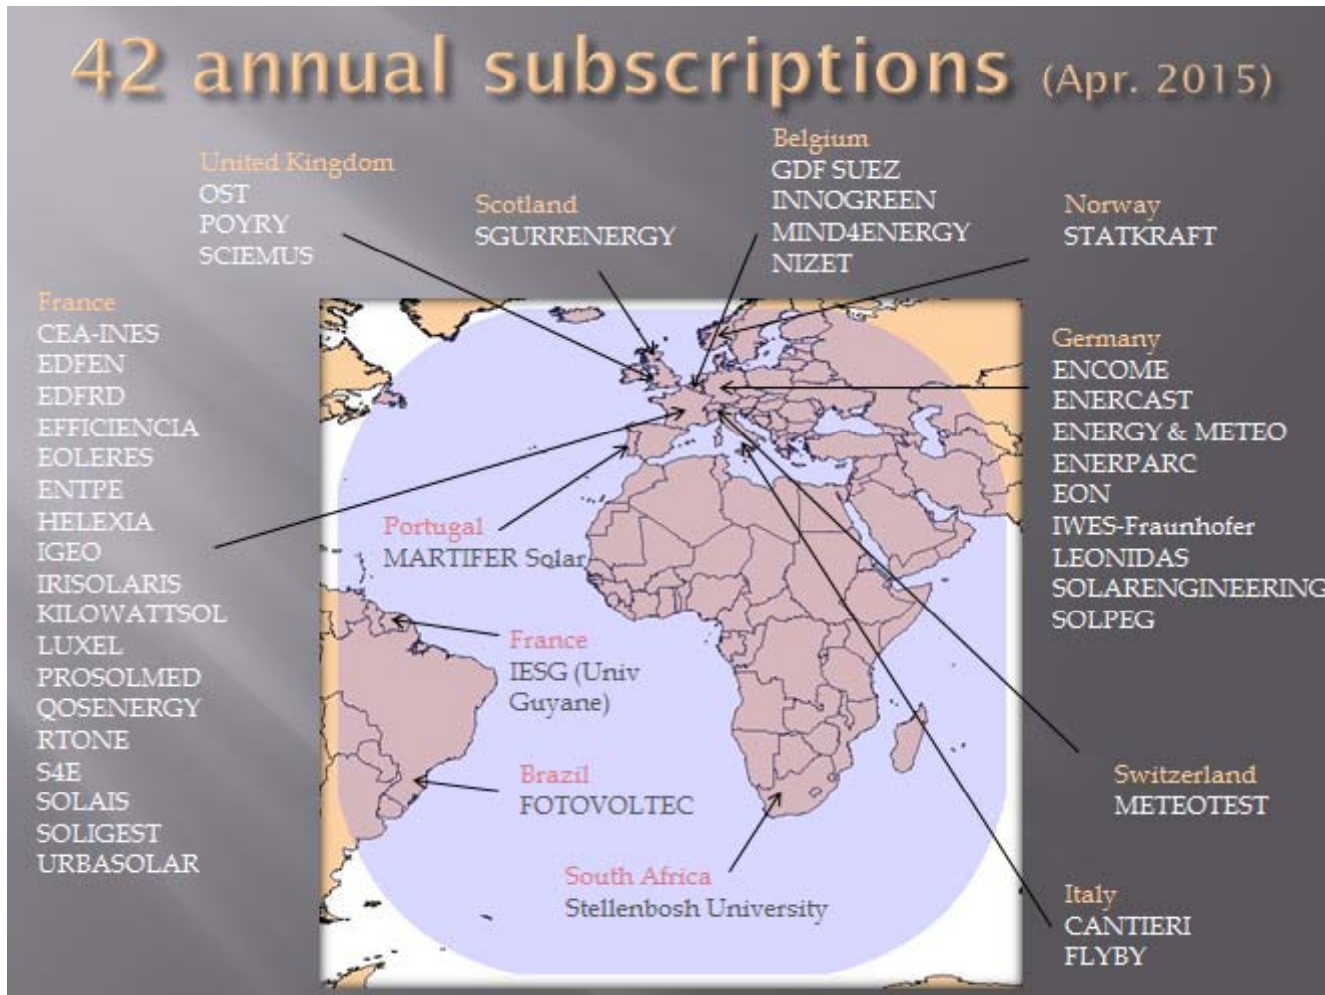 42 annual subscriptions (Apr. 2015)
United Kingdom
OST
POYRY
SCIEMUS
Scotland
SGURRENERGY
Belgium
GDF SUEZ
INNOGREEN
MIND4ENERGY
NIZET
Norway
STATKRAFT
France
CEA-INES
EDFEN
EDFRD
EFFICIENCIA
EOLERES
ENTPE
HELEXIA
IGEO
IRISOLARIS
KILOWATTSOL
LUXEL
PROSOLMED
QOSENERGY
RTONE
S4E
SOLAIS
SOLIGEST
URBASOLAR
Germany
ENCOME
ENERCAST
ENERGY & METEO
ENERPARC
EON
IWES-Fraunhofer
LEONIDAS
SOLARENGINEERING
SOLPEG
Portugal
MARTIFER Solar
France
IESG (Univ
Guyane)
Brazil
FOTOVOLTEC
South Africa
Stellenbosh University
Switzerland
METEOTEST
Italy
CANTIERI
FLYBY